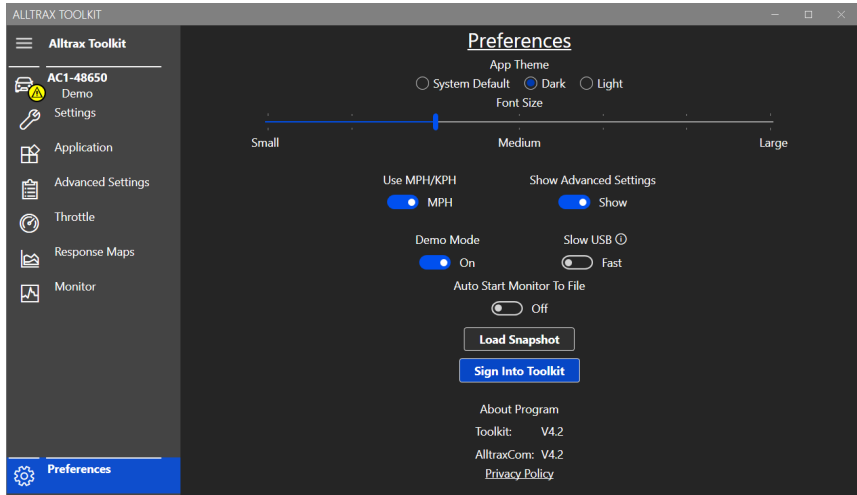 ALLTRAX TOOLKIT
Alltrax Toolkit
AC1-48650
Demo
Settings
Application
Advanced Settings
Throttle
Response Maps
Monitor
Preferences
Preferences
App Theme
System Default Dark Light
Font Size
Small Medium Large
Use MPH/KPH Show Advanced Settings
MPH Show
Demo Mode Slow USB
On Fast
Auto Start Monitor To File
Off
Load Snapshot
Sign Into Toolkit
About Program
Toolkit: V4.2
AlltraxCom: V4.2
Privacy Policy